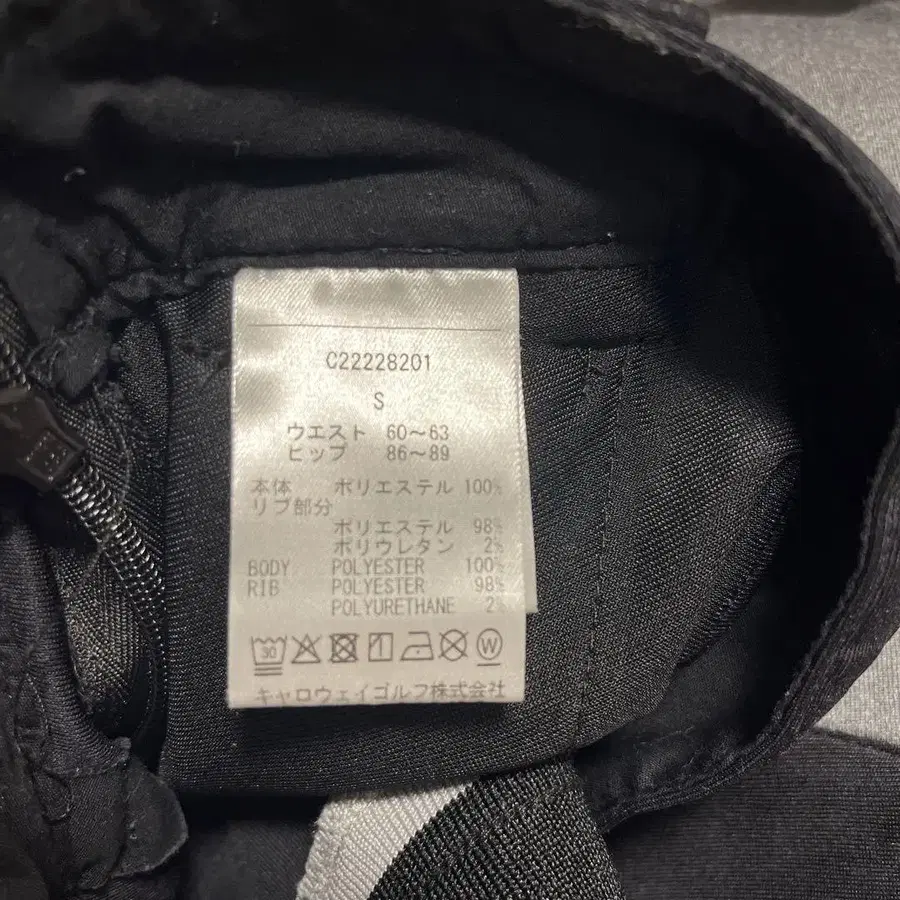 C22228201
S
ウエスト 60～63
ヒップ 86～89
本体 ポリエステル 100%
リブ部分
ポリエステル 98%
ポリウレタン 2%
BODY POLYESTER 100%
RIB POLYESTER 98%
POLYURETHANE 2%
30 W
キャロウェイゴルフ株式会社